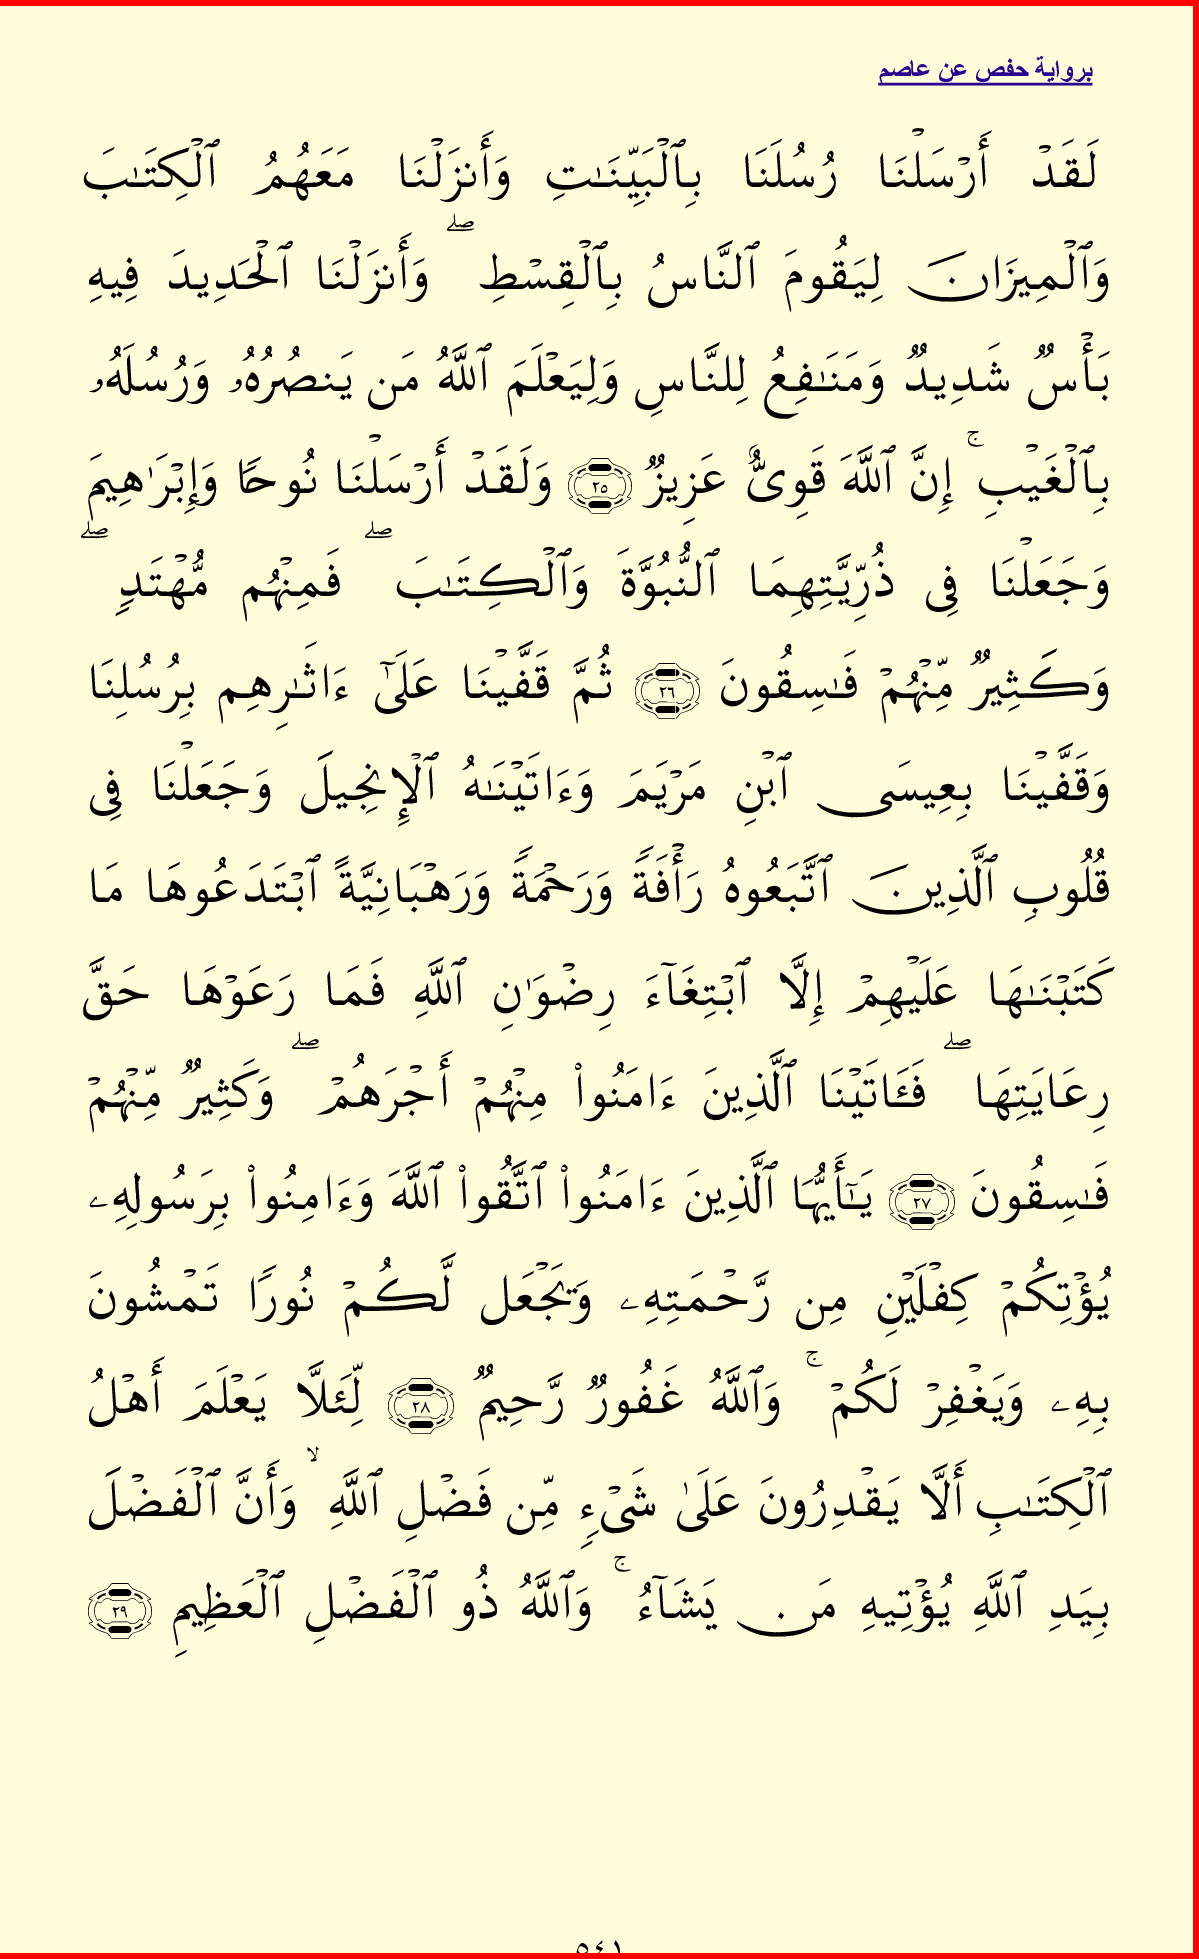 برواية حفص عن عاصم
لَقَدْ أَرْسَلْنَا رُسُلَنَا بِٱلْبَيِّنَـٰتِ وَأَنزَلْنَا مَعَهُمُ ٱلْكِتَـٰبَ
وَٱلْمِيزَانَ لِيَقُومَ ٱلنَّاسُ بِٱلْقِسْطِ ۖ وَأَنزَلْنَا ٱلْحَدِيدَ فِيهِ
بَأْسٌ شَدِيدٌ وَمَنَـٰفِعُ لِلنَّاسِ وَلِيَعْلَمَ ٱللَّهُ مَن يَنصُرُهُۥ وَرُسُلَهُۥ
بِٱلْغَيْبِ ۚ إِنَّ ٱللَّهَ قَوِىٌّ عَزِيزٌ ٢٥ وَلَقَدْ أَرْسَلْنَا نُوحًا وَإِبْرَٰهِيمَ
وَجَعَلْنَا فِى ذُرِّيَّتِهِمَا ٱلنُّبُوَّةَ وَٱلْكِتَـٰبَ ۖ فَمِنْهُم مُّهْتَدٍ ۖ
وَكَثِيرٌ مِّنْهُمْ فَـٰسِقُونَ ٢٦ ثُمَّ قَفَّيْنَا عَلَىٰٓ ءَاثَـٰرِهِم بِرُسُلِنَا
وَقَفَّيْنَا بِعِيسَى ٱبْنِ مَرْيَمَ وَءَاتَيْنَـٰهُ ٱلْإِنجِيلَ وَجَعَلْنَا فِى
قُلُوبِ ٱلَّذِينَ ٱتَّبَعُوهُ رَأْفَةً وَرَحْمَةً وَرَهْبَانِيَّةً ٱبْتَدَعُوهَا مَا
كَتَبْنَـٰهَا عَلَيْهِمْ إِلَّا ٱبْتِغَآءَ رِضْوَٰنِ ٱللَّهِ فَمَا رَعَوْهَا حَقَّ
رِعَايَتِهَا ۖ فَـَٔاتَيْنَا ٱلَّذِينَ ءَامَنُوا۟ مِنْهُمْ أَجْرَهُمْ ۖ وَكَثِيرٌ مِّنْهُمْ
فَـٰسِقُونَ ٢٧ يَـٰٓأَيُّهَا ٱلَّذِينَ ءَامَنُوا۟ ٱتَّقُوا۟ ٱللَّهَ وَءَامِنُوا۟ بِرَسُولِهِۦ
يُؤْتِكُمْ كِفْلَيْنِ مِن رَّحْمَتِهِۦ وَيَجْعَل لَّكُمْ نُورًا تَمْشُونَ
بِهِۦ وَيَغْفِرْ لَكُمْ ۚ وَٱللَّهُ غَفُورٌ رَّحِيمٌ ٢٨ لِّئَلَّا يَعْلَمَ أَهْلُ
ٱلْكِتَـٰبِ أَلَّا يَقْدِرُونَ عَلَىٰ شَىْءٍ مِّن فَضْلِ ٱللَّهِ ۙ وَأَنَّ ٱلْفَضْلَ
بِيَدِ ٱللَّهِ يُؤْتِيهِ مَن يَشَآءُ ۚ وَٱللَّهُ ذُو ٱلْفَضْلِ ٱلْعَظِيمِ ٢٩
٥٤١